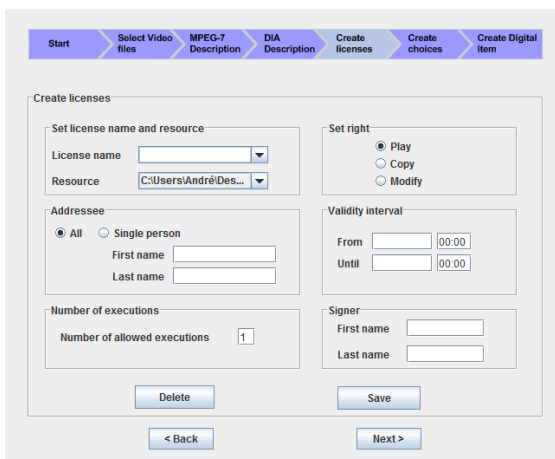 Start
Select Video files
MPEG-7 Description
DIA Description
Create licenses
Create choices
Create Digital Item
Create licenses
Set license name and resource
License name
Resource C:\Users\André\Des...
Set right
Play
Copy
Modify
Addressee
All Single person
First name
Last name
Validity interval
From 00:00
Until 00:00
Number of executions
Number of allowed executions 1
Signer
First name
Last name
Delete
Save
< Back
Next >